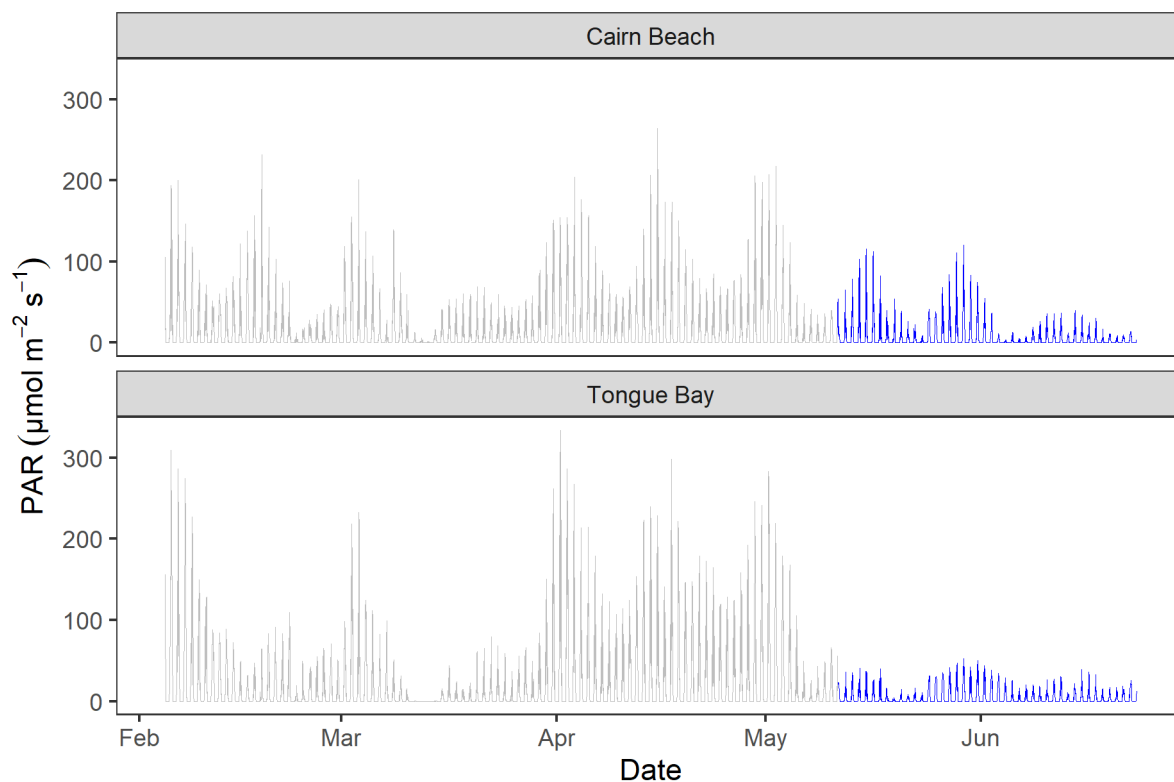 Cairn Beach
300
200
100
0
Tongue Bay
300
200
100
0
PAR (μmol m⁻² s⁻¹)
Feb Mar Apr May Jun
Date